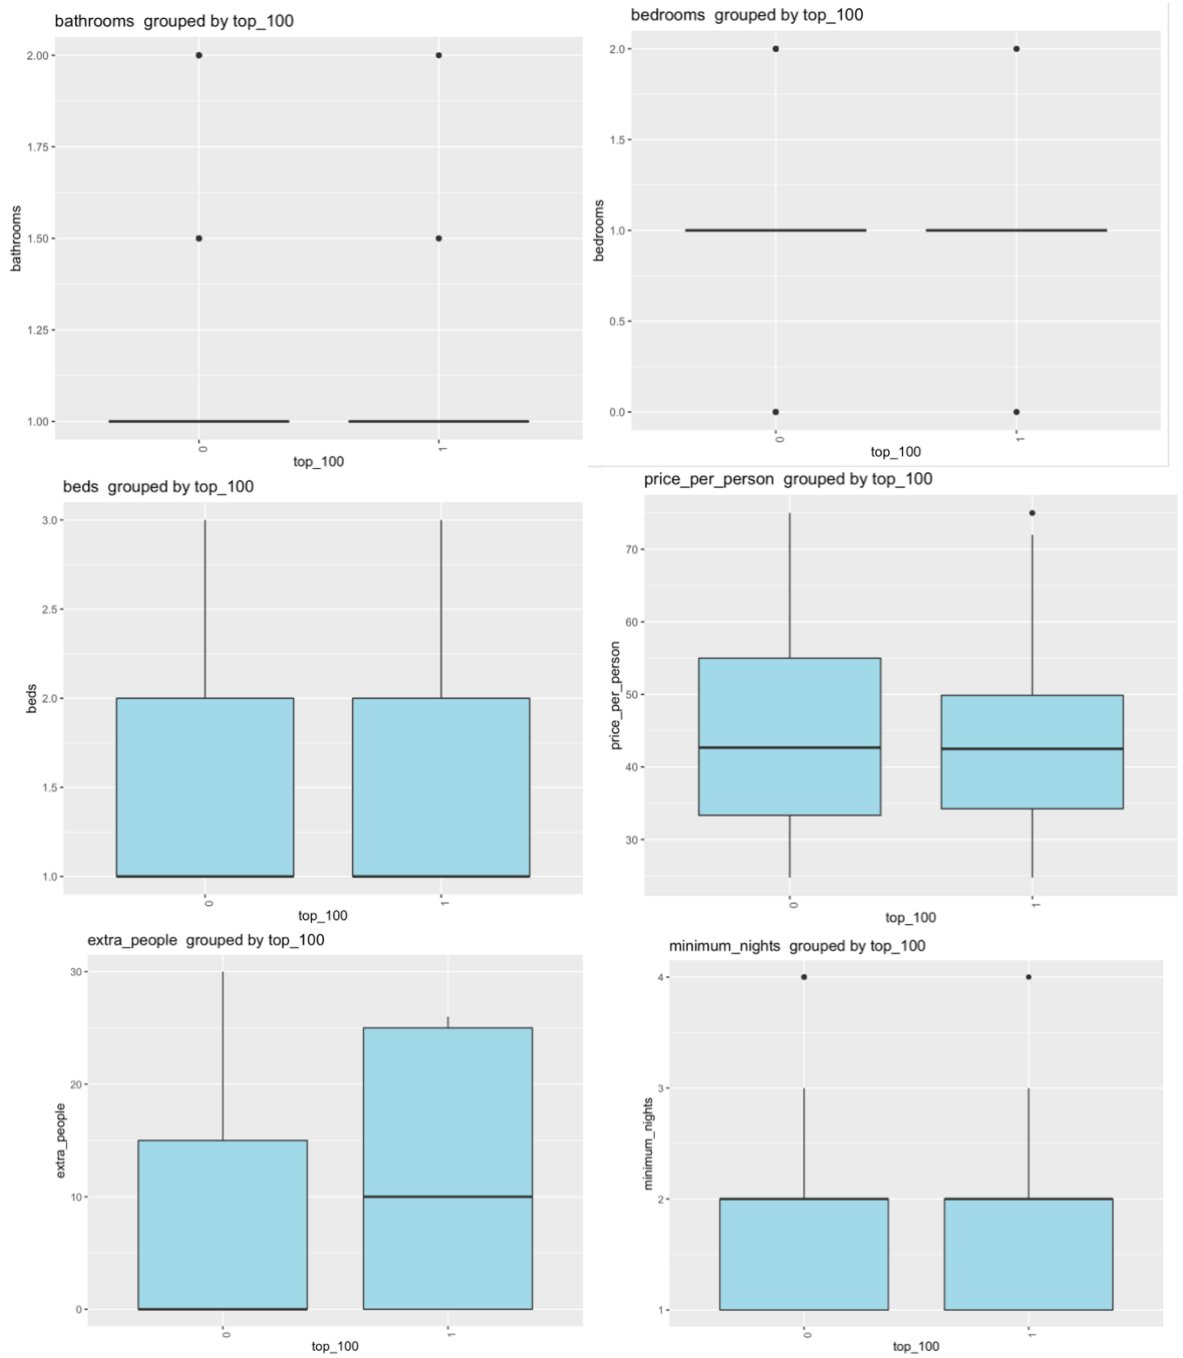 bathrooms  grouped by top_100
2.00
1.75
1.50
1.25
1.00
bathrooms
0
1
top_100
bedrooms  grouped by top_100
2.0
1.5
1.0
0.5
0.0
bedrooms
0
1
top_100
beds  grouped by top_100
3.0
2.5
2.0
1.5
1.0
beds
0
1
top_100
price_per_person  grouped by top_100
70
60
50
40
30
price_per_person
0
1
top_100
extra_people  grouped by top_100
30
20
10
0
extra_people
0
1
top_100
minimum_nights  grouped by top_100
4
3
2
1
minimum_nights
0
1
top_100